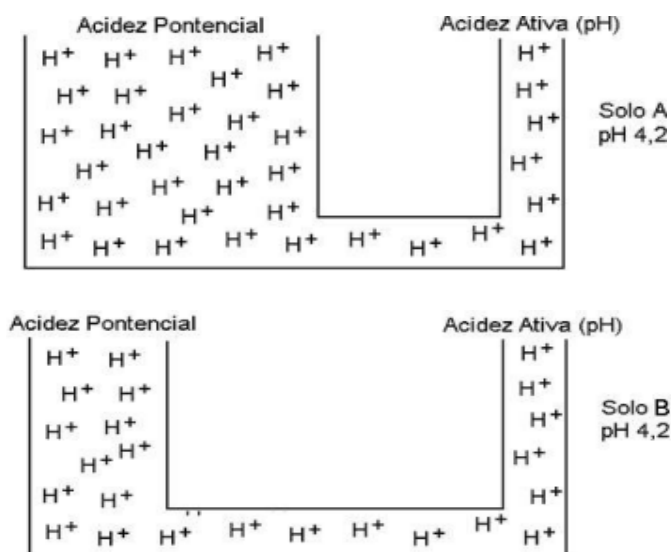 Acidez Pontencial Acidez Ativa (pH)
H+ H+ H+ H+ H+
H+
H+ H+ H+ H+
H+ H+ H+
H+ H+ H+
H+ H+ H+
H+ H+
H+ H+
H+ H+ H+ H+ H+
H+ H+ H+ H+ H+ H+ H+ H+ H+
Solo A
pH 4,2
Acidez Pontencial Acidez Ativa (pH)
H+ H+ H+
H+ H+ H+
H+ H+ H+
H+ H+ H+
H+ H+ H+
H+ H+ H+ H+ H+ H+ H+ H+ H+
Solo B
pH 4,2